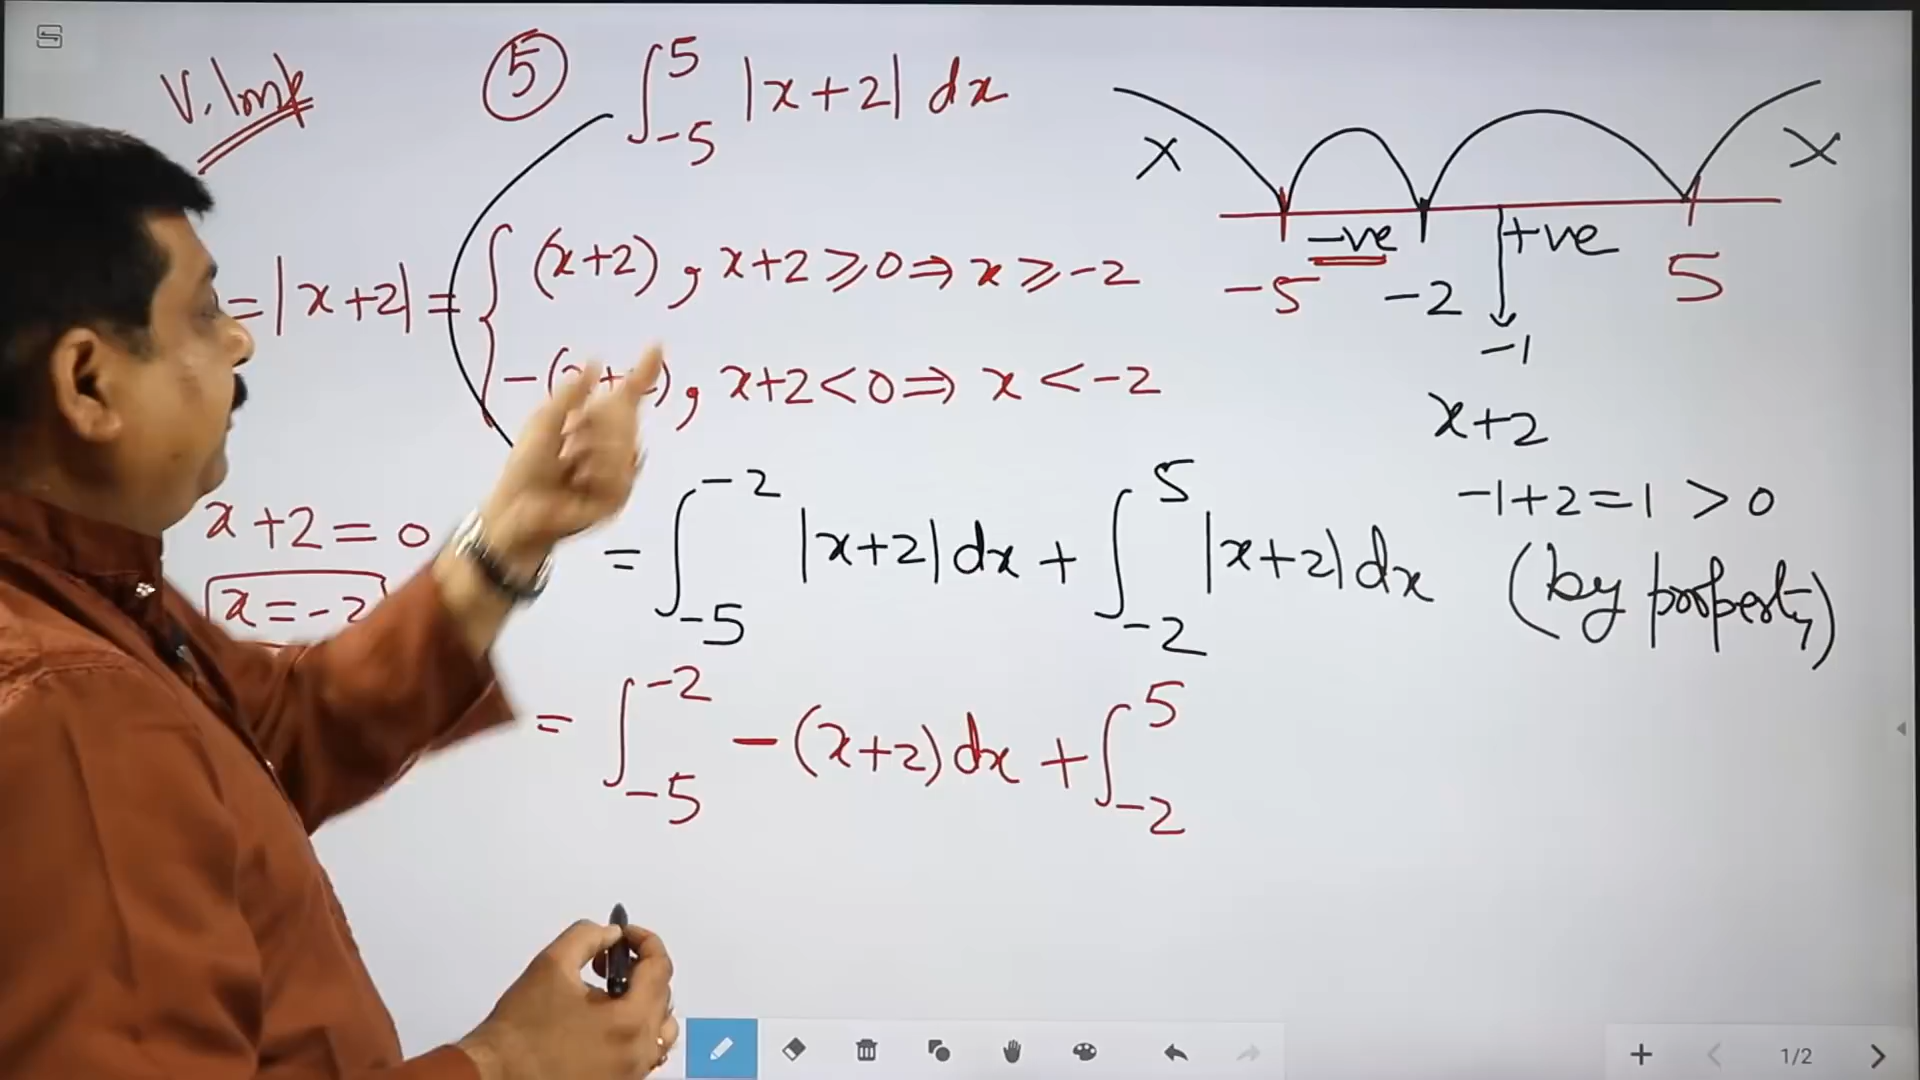 V. Imp
⑤ ∫_{-5}^{5} |x+2| dx
x x
-ve +ve
-5 -2 5
-1
= |x+2| = { (x+2), x+2 ≥ 0 ⇒ x ≥ -2
-(x+2), x+2 < 0 ⇒ x < -2
x+2
-1+2 = 1 > 0
x+2 = 0
x = -2
= ∫_{-5}^{-2} |x+2| dx + ∫_{-2}^{5} |x+2| dx (by property)
= ∫_{-5}^{-2} -(x+2) dx + ∫_{-2}^{5}
1/2